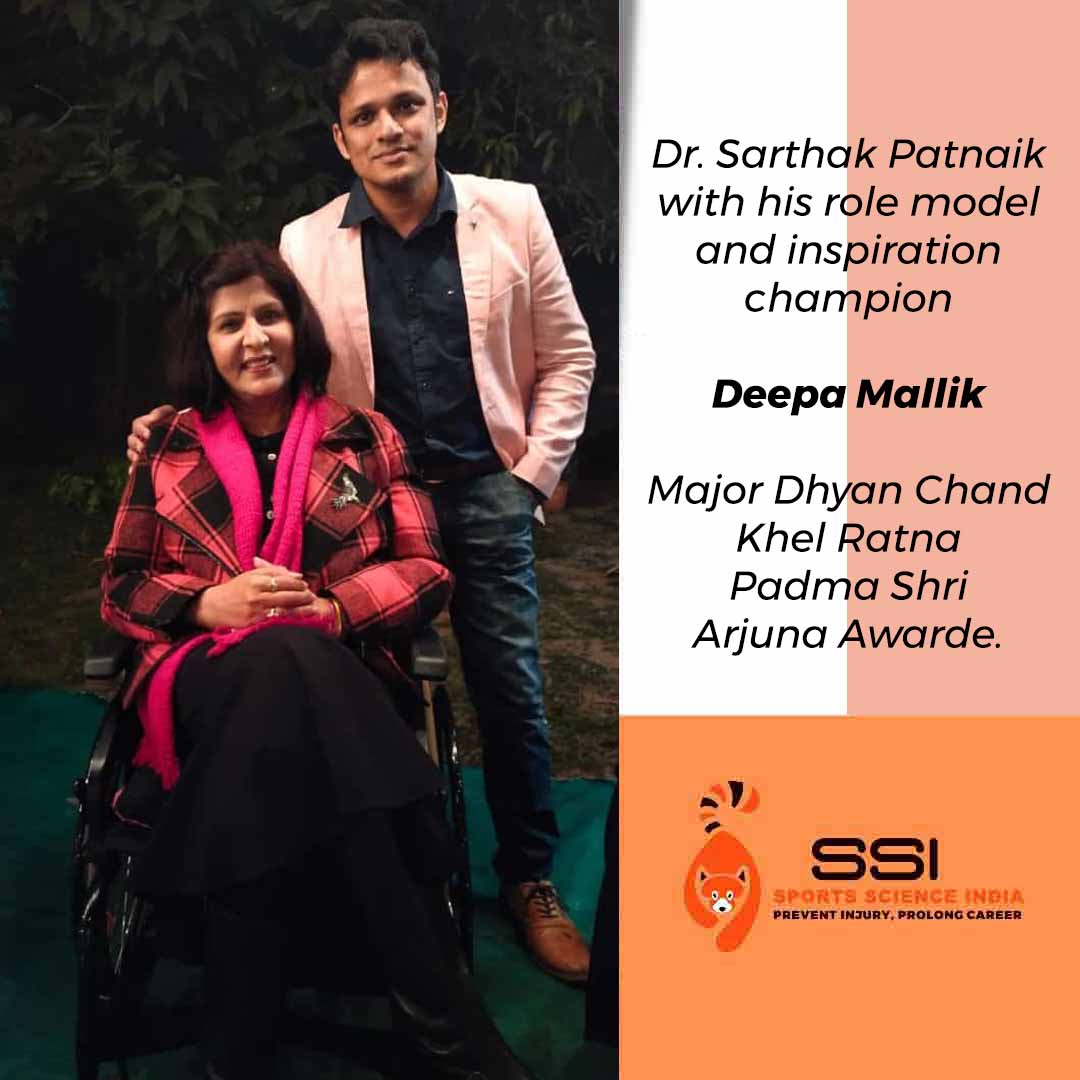 Dr. Sarthak Patnaik
with his role model
and inspiration
champion
Deepa Mallik
Major Dhyan Chand
Khel Ratna
Padma Shri
Arjuna Awarde.
SSI
SPORTS SCIENCE INDIA
PREVENT INJURY, PROLONG CAREER